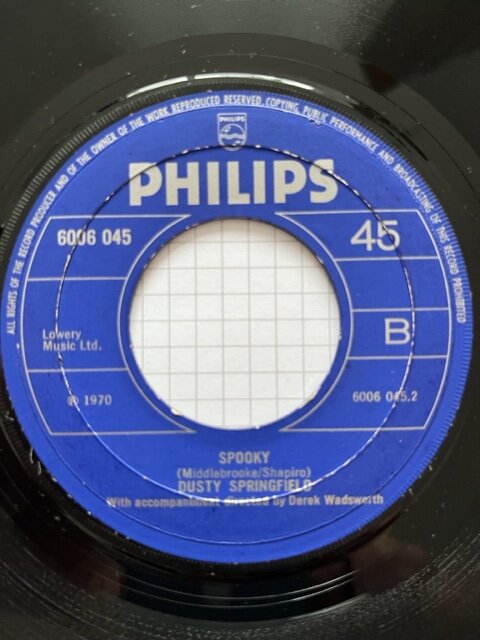 ALL RIGHTS OF THE RECORD PRODUCER AND OF THE OWNER OF THE WORK REPRODUCED RESERVED. COPYING, PUBLIC PERFORMANCE AND BROADCASTING OF THIS RECORD PROHIBITED
PHILIPS
PHILIPS
6006 045
45
Lowery
Music Ltd.
B
℗ 1970
6006 045.2
SPOOKY
(Middlebrooke/Shapiro)
DUSTY SPRINGFIELD
With accompaniment directed by Derek Wadsworth